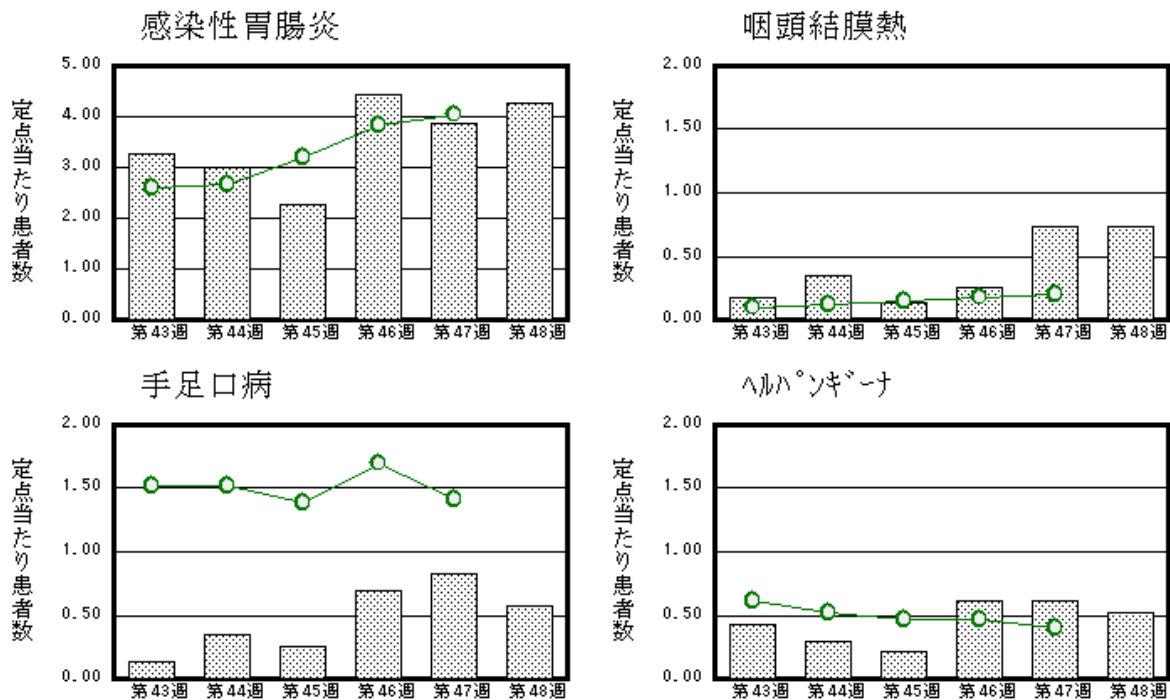 感染性胃腸炎
定点当たり患者数
5.00
4.00
3.00
2.00
1.00
0.00
第43週 第44週 第45週 第46週 第47週 第48週
咽頭結膜熱
定点当たり患者数
2.00
1.50
1.00
0.50
0.00
第43週 第44週 第45週 第46週 第47週 第48週
手足口病
定点当たり患者数
2.00
1.50
1.00
0.50
0.00
第43週 第44週 第45週 第46週 第47週 第48週
ﾍﾙﾊﾟﾝｷﾞｰﾅ
定点当たり患者数
2.00
1.50
1.00
0.50
0.00
第43週 第44週 第45週 第46週 第47週 第48週